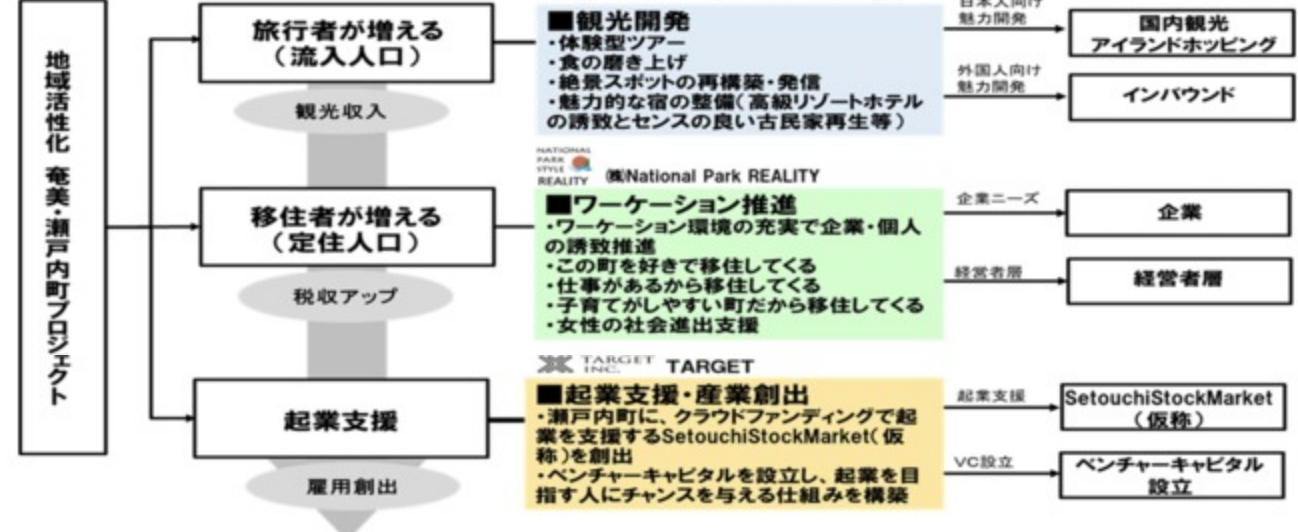 地域活性化 奄美・瀬戸内町プロジェクト
旅行者が増える
（流入人口）
観光収入
■観光開発
・体験型ツアー
・食の磨き上げ
・絶景スポットの再構築・発信
・魅力的な宿の整備（高級リゾートホテル
の誘致とセンスの良い古民家再生等）
日本人向け
魅力開発
国内観光
アイランドホッピング
外国人向け
魅力開発
インバウンド
NATIONAL
PARK
STYLE
REALITY
㈱National Park REALITY
移住者が増える
（定住人口）
税収アップ
■ワーケーション推進
・ワーケーション環境の充実で企業・個人
の誘致推進
・この町を好きで移住してくる
・仕事があるから移住してくる
・子育てがしやすい町だから移住してくる
・女性の社会進出支援
企業ニーズ
企業
経営者層
経営者層
TARGET
INC.
TARGET
起業支援
雇用創出
■起業支援・産業創出
・瀬戸内町に、クラウドファンディングで起
業を支援するSetouchiStockMarket（仮
称）を創出
・ベンチャーキャピタルを設立し、起業を目
指す人にチャンスを与える仕組みを構築
起業支援
SetouchiStockMarket
（仮称）
VC設立
ベンチャーキャピタル
設立